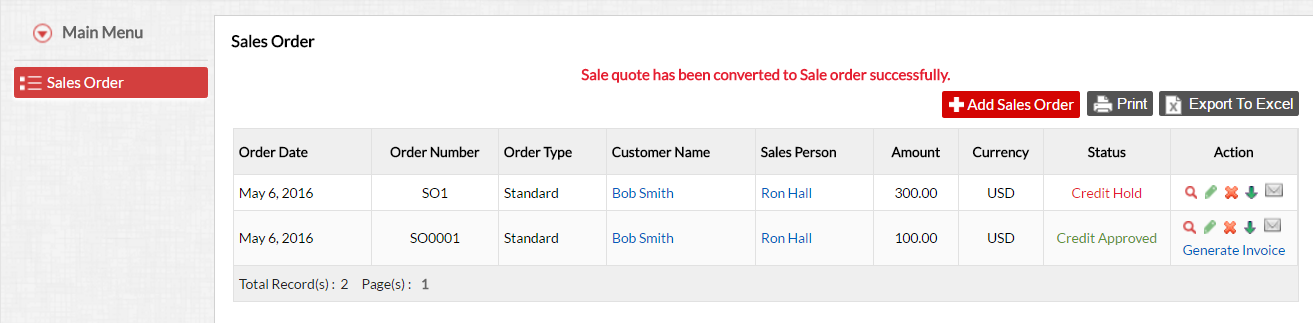 Main Menu
Sales Order
Sales Order
Sale quote has been converted to Sale order successfully.
Add Sales Order Print Export To Excel
Order Date Order Number Order Type Customer Name Sales Person Amount Currency Status Action
May 6, 2016 SO1 Standard Bob Smith Ron Hall 300.00 USD Credit Hold
May 6, 2016 SO0001 Standard Bob Smith Ron Hall 100.00 USD Credit Approved
Generate Invoice
Total Record(s) : 2 Page(s) : 1